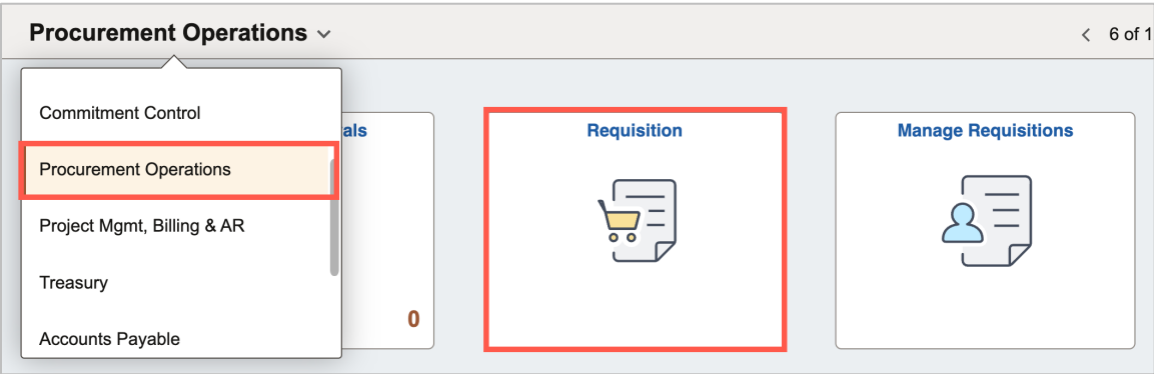 Procurement Operations
6 of 1
Commitment Control
Procurement Operations
Project Mgmt, Billing & AR
Treasury
Accounts Payable
als
0
Requisition
Manage Requisitions